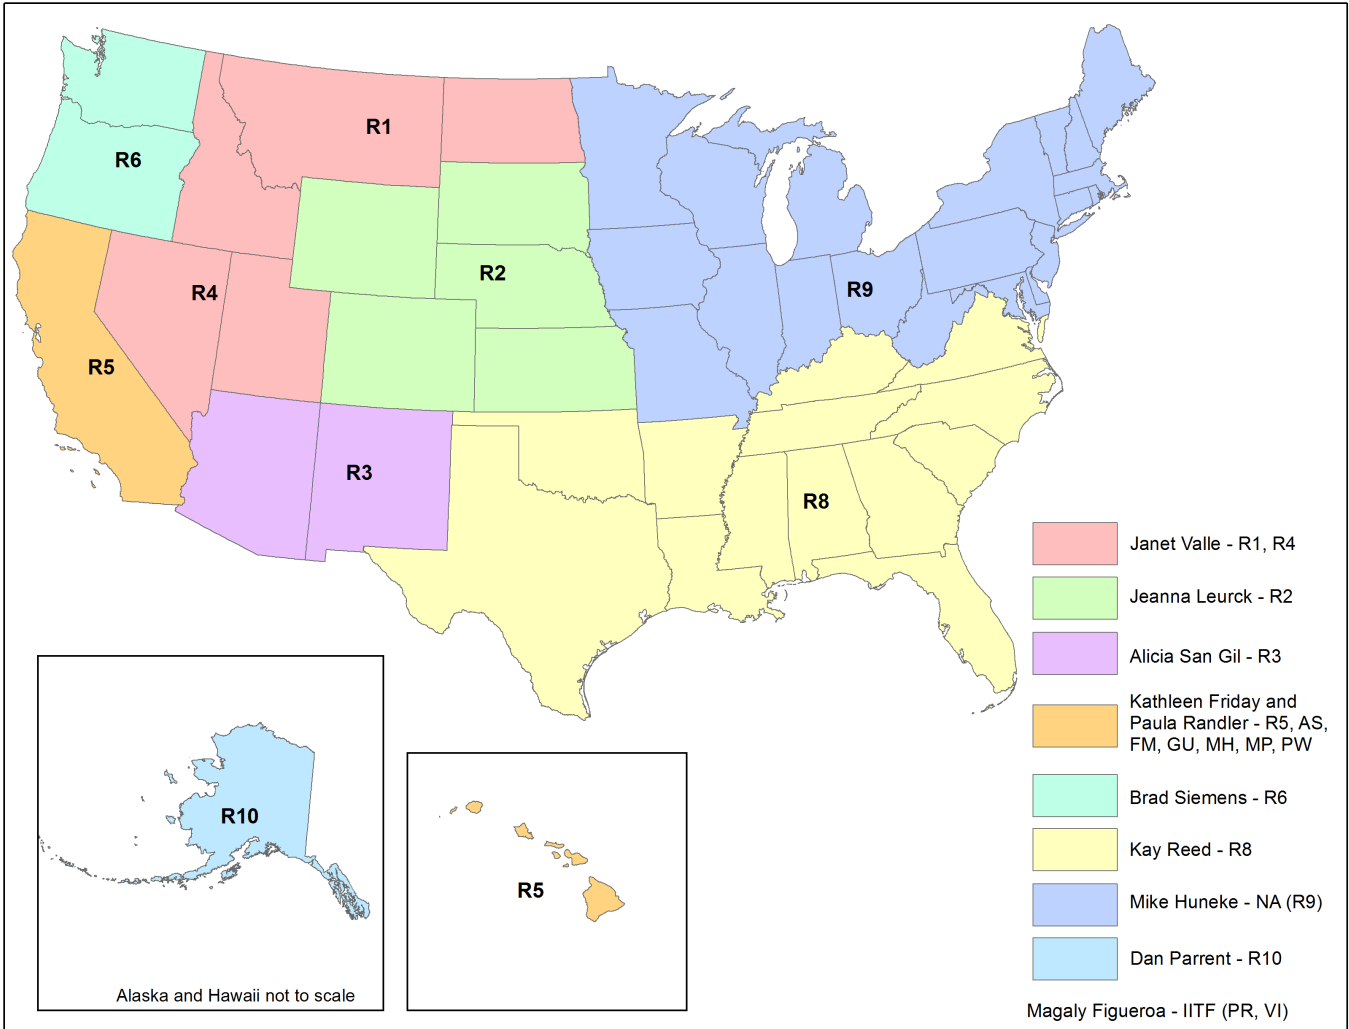 R1
R6
R2
R4
R9
R5
R3
R8
Janet Valle - R1, R4
Jeanna Leurck - R2
Alicia San Gil - R3
Kathleen Friday and
Paula Randler - R5, AS,
FM, GU, MH, MP, PW
Brad Siemens - R6
Kay Reed - R8
Mike Huneke - NA (R9)
Dan Parrent - R10
Magaly Figueroa - IITF (PR, VI)
R10
Alaska and Hawaii not to scale
R5